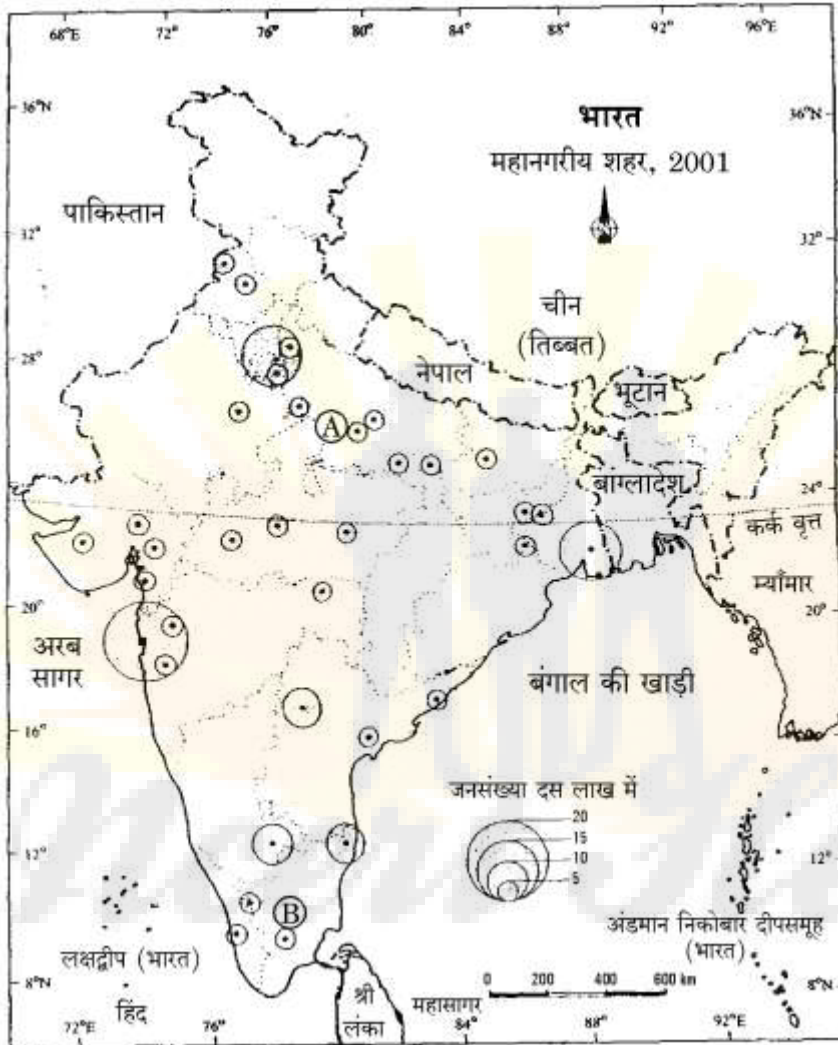 68°E 72° 76° 80° 84° 88° 92° 96°E
36°N 36°N
भारत
महानगरीय शहर, 2001
N
पाकिस्तान
32° 32°
चीन
(तिब्बत)
28° 28°
नेपाल
भूटान
A
बांग्लादेश
24° 24°
कर्क वृत्त
म्याँमार
20° 20°
अरब
सागर
बंगाल की खाड़ी
16° 16°
जनसंख्या दस लाख में
20
15
10
5
12° 12°
B
अंडमान निकोबार दीपसमूह
(भारत)
लक्षद्वीप (भारत)
0 200 400 600 km
8°N 8°N
हिंद
श्री
लंका
महासागर
72°E 76° 84° 88° 92°E